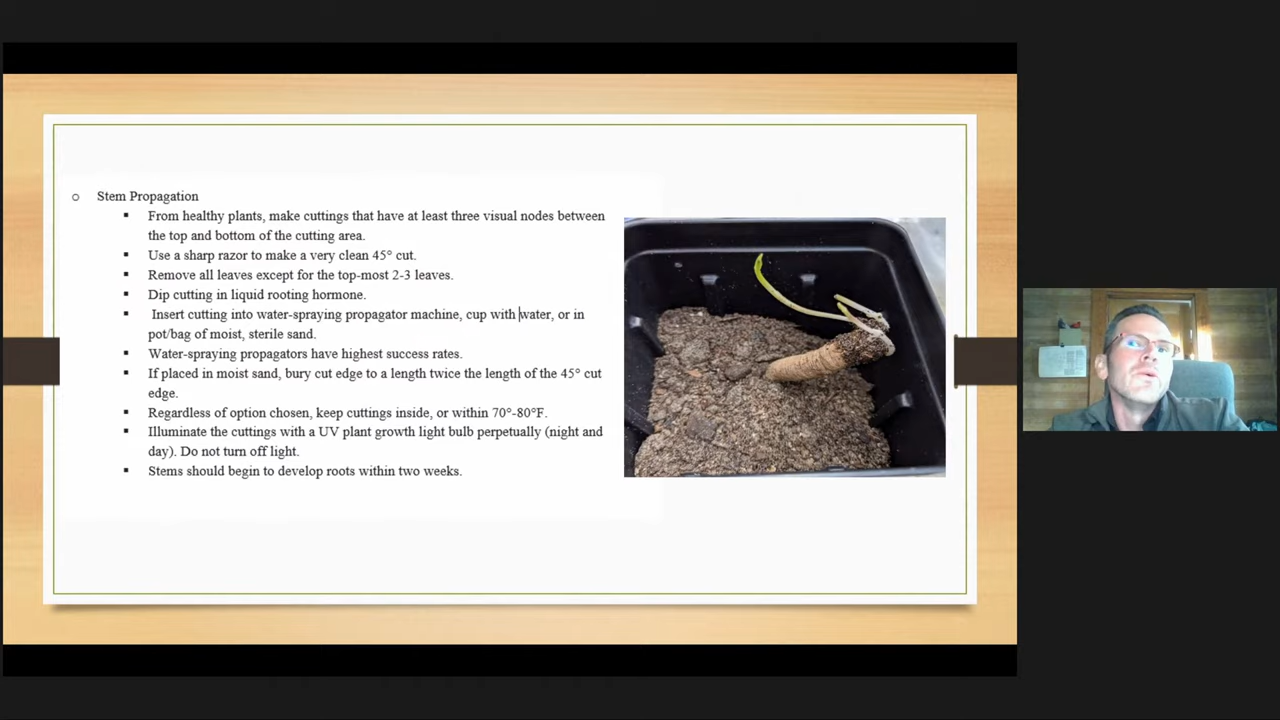 Stem Propagation
From healthy plants, make cuttings that have at least three visual nodes between
the top and bottom of the cutting area.
Use a sharp razor to make a very clean 45° cut.
Remove all leaves except for the top-most 2-3 leaves.
Dip cutting in liquid rooting hormone.
Insert cutting into water-spraying propagator machine, cup with water, or in
pot/bag of moist, sterile sand.
Water-spraying propagators have highest success rates.
If placed in moist sand, bury cut edge to a length twice the length of the 45° cut
edge.
Regardless of option chosen, keep cuttings inside, or within 70°-80°F.
Illuminate the cuttings with a UV plant growth light bulb perpetually (night and
day). Do not turn off light.
Stems should begin to develop roots within two weeks.